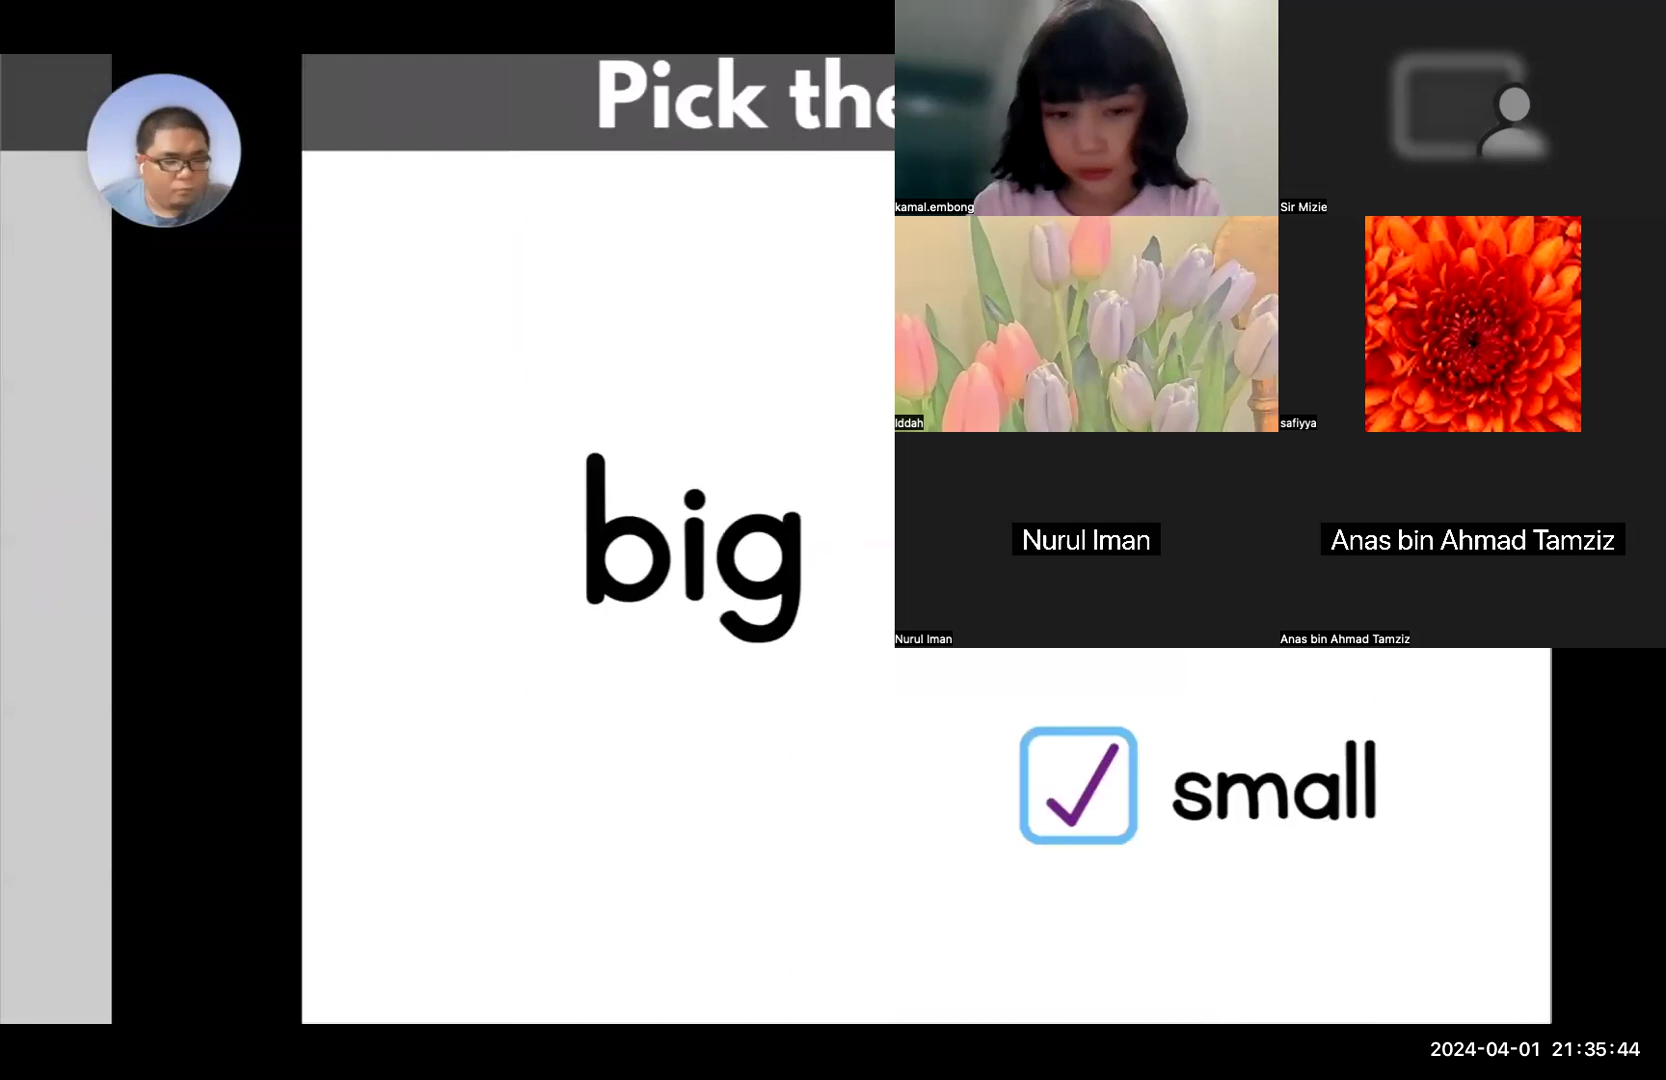 Pick the
big
small
kamal.embong
Sir Mizie
Iddah
safiyya
Nurul Iman
Anas bin Ahmad Tamziz
Nurul Iman
Anas bin Ahmad Tamziz
2024-04-01 21:35:44